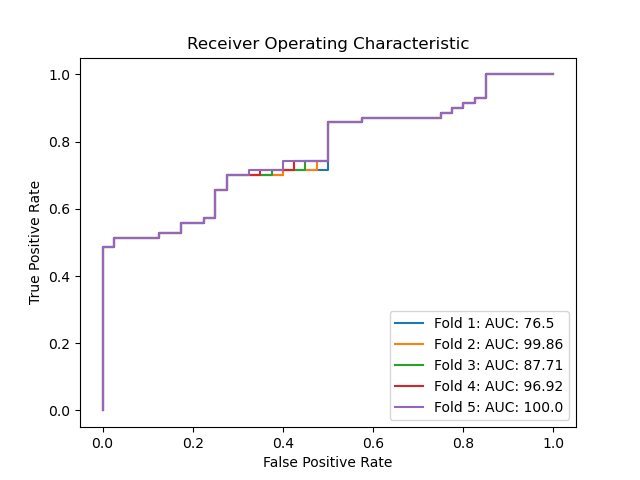 Receiver Operating Characteristic
1.0
0.8
0.6
0.4
0.2
0.0
True Positive Rate
Fold 1: AUC: 76.5
Fold 2: AUC: 99.86
Fold 3: AUC: 87.71
Fold 4: AUC: 96.92
Fold 5: AUC: 100.0
0.0 0.2 0.4 0.6 0.8 1.0
False Positive Rate